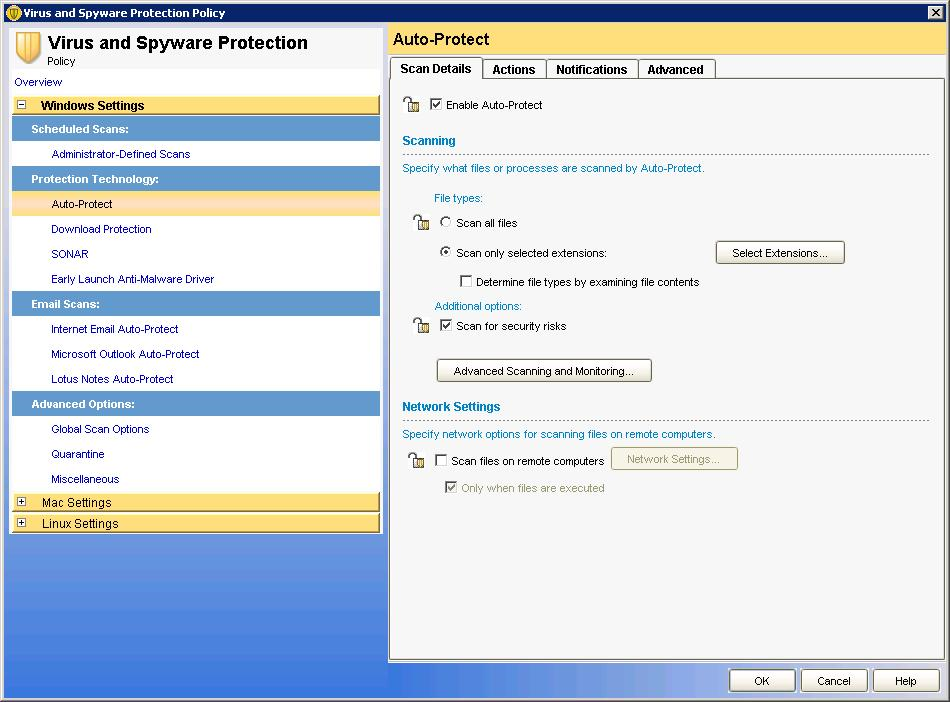 Virus and Spyware Protection Policy
Virus and Spyware Protection
Policy
Overview
Windows Settings
Scheduled Scans:
Administrator-Defined Scans
Protection Technology:
Auto-Protect
Download Protection
SONAR
Early Launch Anti-Malware Driver
Email Scans:
Internet Email Auto-Protect
Microsoft Outlook Auto-Protect
Lotus Notes Auto-Protect
Advanced Options:
Global Scan Options
Quarantine
Miscellaneous
Mac Settings
Linux Settings
Auto-Protect
Scan Details
Actions
Notifications
Advanced
Enable Auto-Protect
Scanning
Specify what files or processes are scanned by Auto-Protect.
File types:
Scan all files
Scan only selected extensions:
Select Extensions...
Determine file types by examining file contents
Additional options:
Scan for security risks
Advanced Scanning and Monitoring...
Network Settings
Specify network options for scanning files on remote computers.
Scan files on remote computers
Network Settings...
Only when files are executed
OK
Cancel
Help